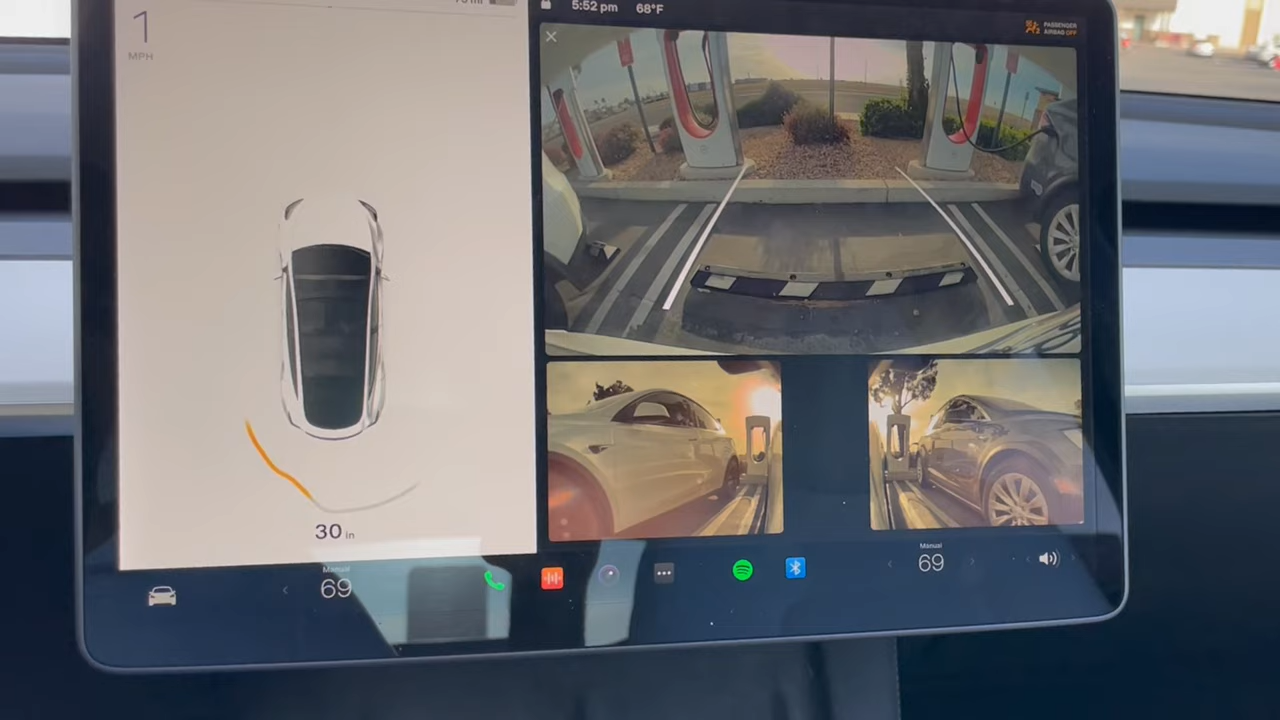 1
MPH
5:52 pm 68°F
PASSENGER
AIRBAG OFF
30 in
Manual
69
Manual
69